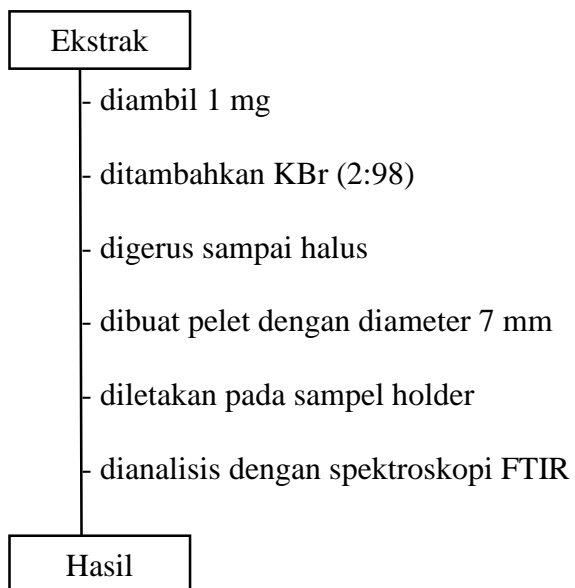 Ekstrak
- diambil 1 mg
- ditambahkan KBr (2:98)
- digerus sampai halus
- dibuat pelet dengan diameter 7 mm
- diletakan pada sampel holder
- dianalisis dengan spektroskopi FTIR
Hasil